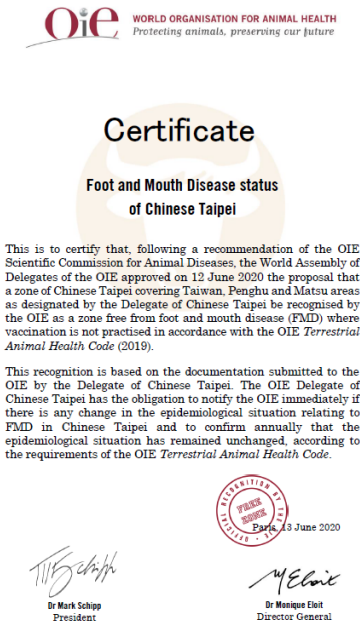 Oie
WORLD ORGANISATION FOR ANIMAL HEALTH
Protecting animals, preserving our future
Certificate
Foot and Mouth Disease status
of Chinese Taipei
This is to certify that, following a recommendation of the OIE
Scientific Commission for Animal Diseases, the World Assembly of
Delegates of the OIE approved on 12 June 2020 the proposal that
a zone of Chinese Taipei covering Taiwan, Penghu and Matsu areas
as designated by the Delegate of Chinese Taipei be recognised by
the OIE as a zone free from foot and mouth disease (FMD) where
vaccination is not practised in accordance with the OIE Terrestrial
Animal Health Code (2019).
This recognition is based on the documentation submitted to the
OIE by the Delegate of Chinese Taipei. The OIE Delegate of
Chinese Taipei has the obligation to notify the OIE immediately if
there is any change in the epidemiological situation relating to
FMD in Chinese Taipei and to confirm annually that the
epidemiological situation has remained unchanged, according to
the requirements of the OIE Terrestrial Animal Health Code.
OFFICIAL RECOGNITION BY THE OIE
FREE
ZONE
Paris, 13 June 2020
Schipp
MEloit
Dr Mark Schipp
President
Dr Monique Eloit
Director General